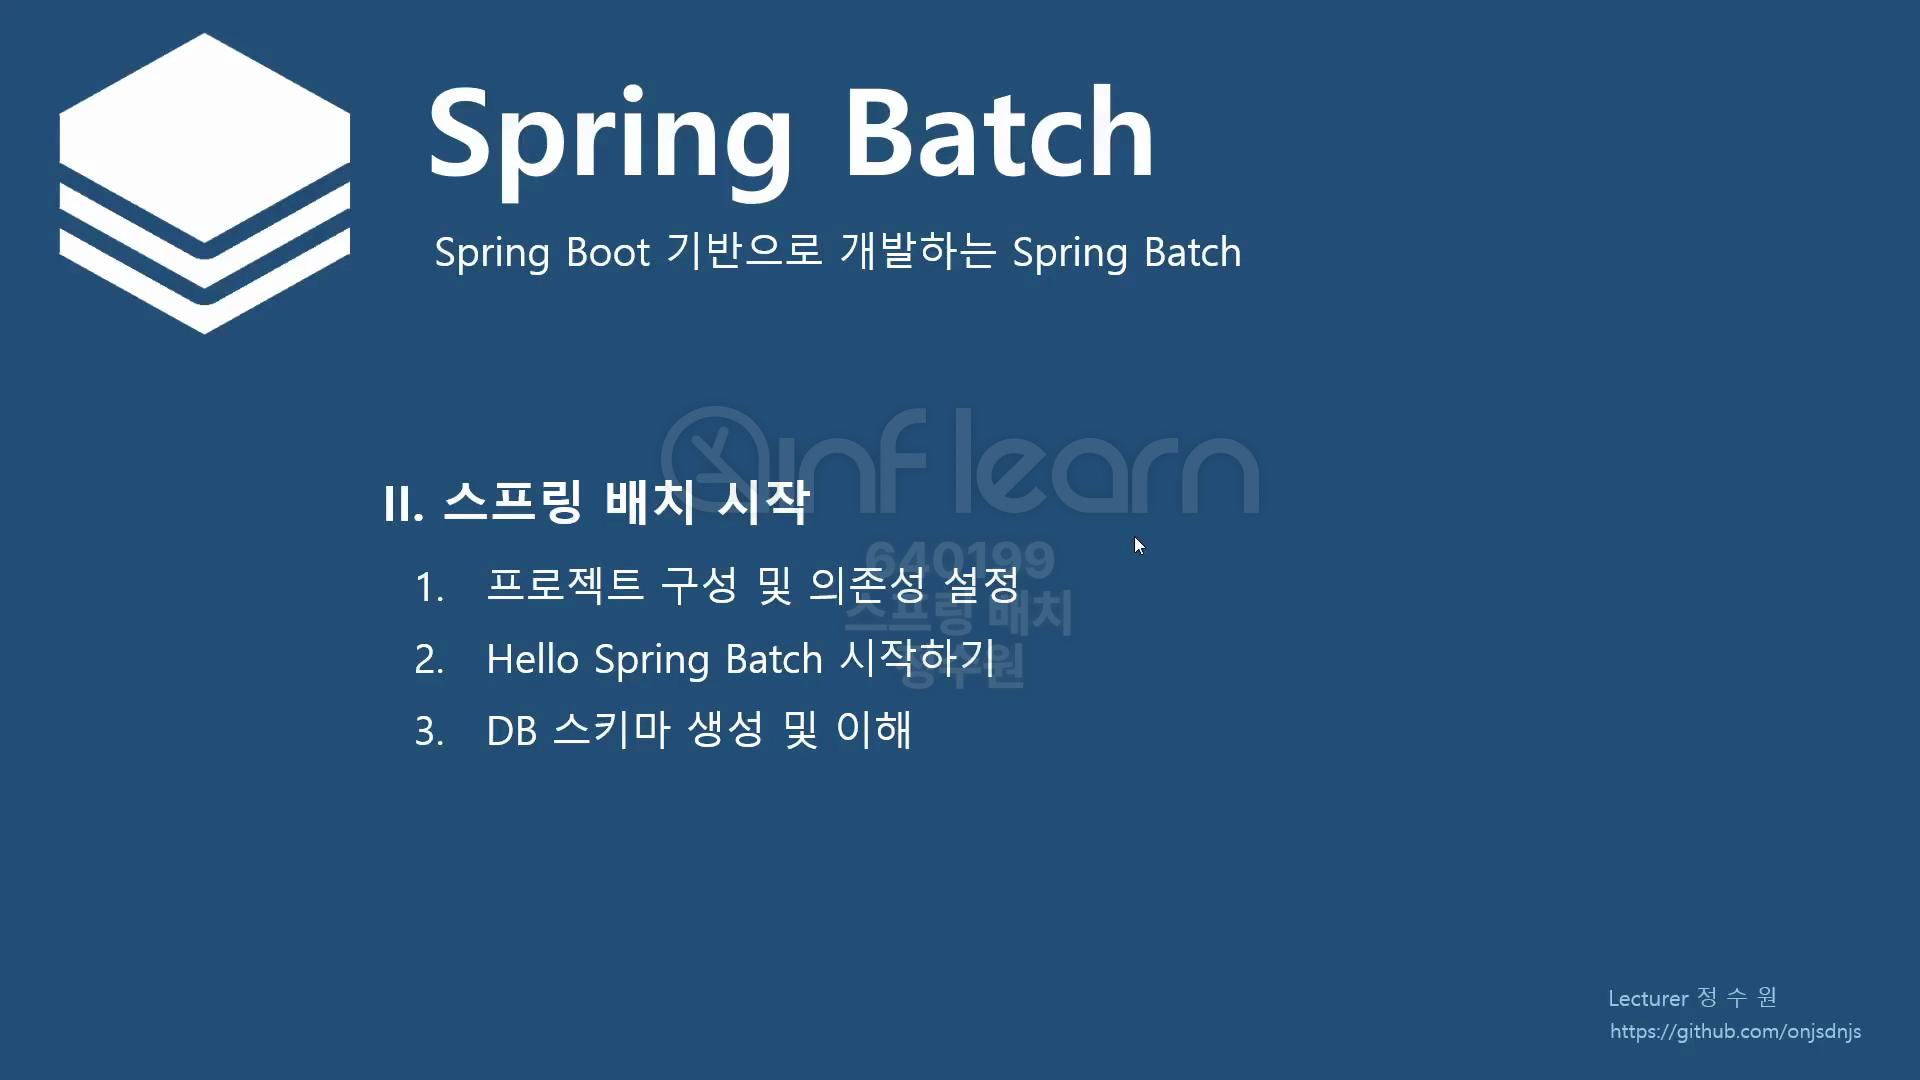 Spring Batch
Spring Boot 기반으로 개발하는 Spring Batch
inflearn
II. 스프링 배치 시작
640199
1. 프로젝트 구성 및 의존성 설정
스프링 배치
2. Hello Spring Batch 시작하기
정수원
3. DB 스키마 생성 및 이해
Lecturer 정 수 원
https://github.com/onjsdnjs